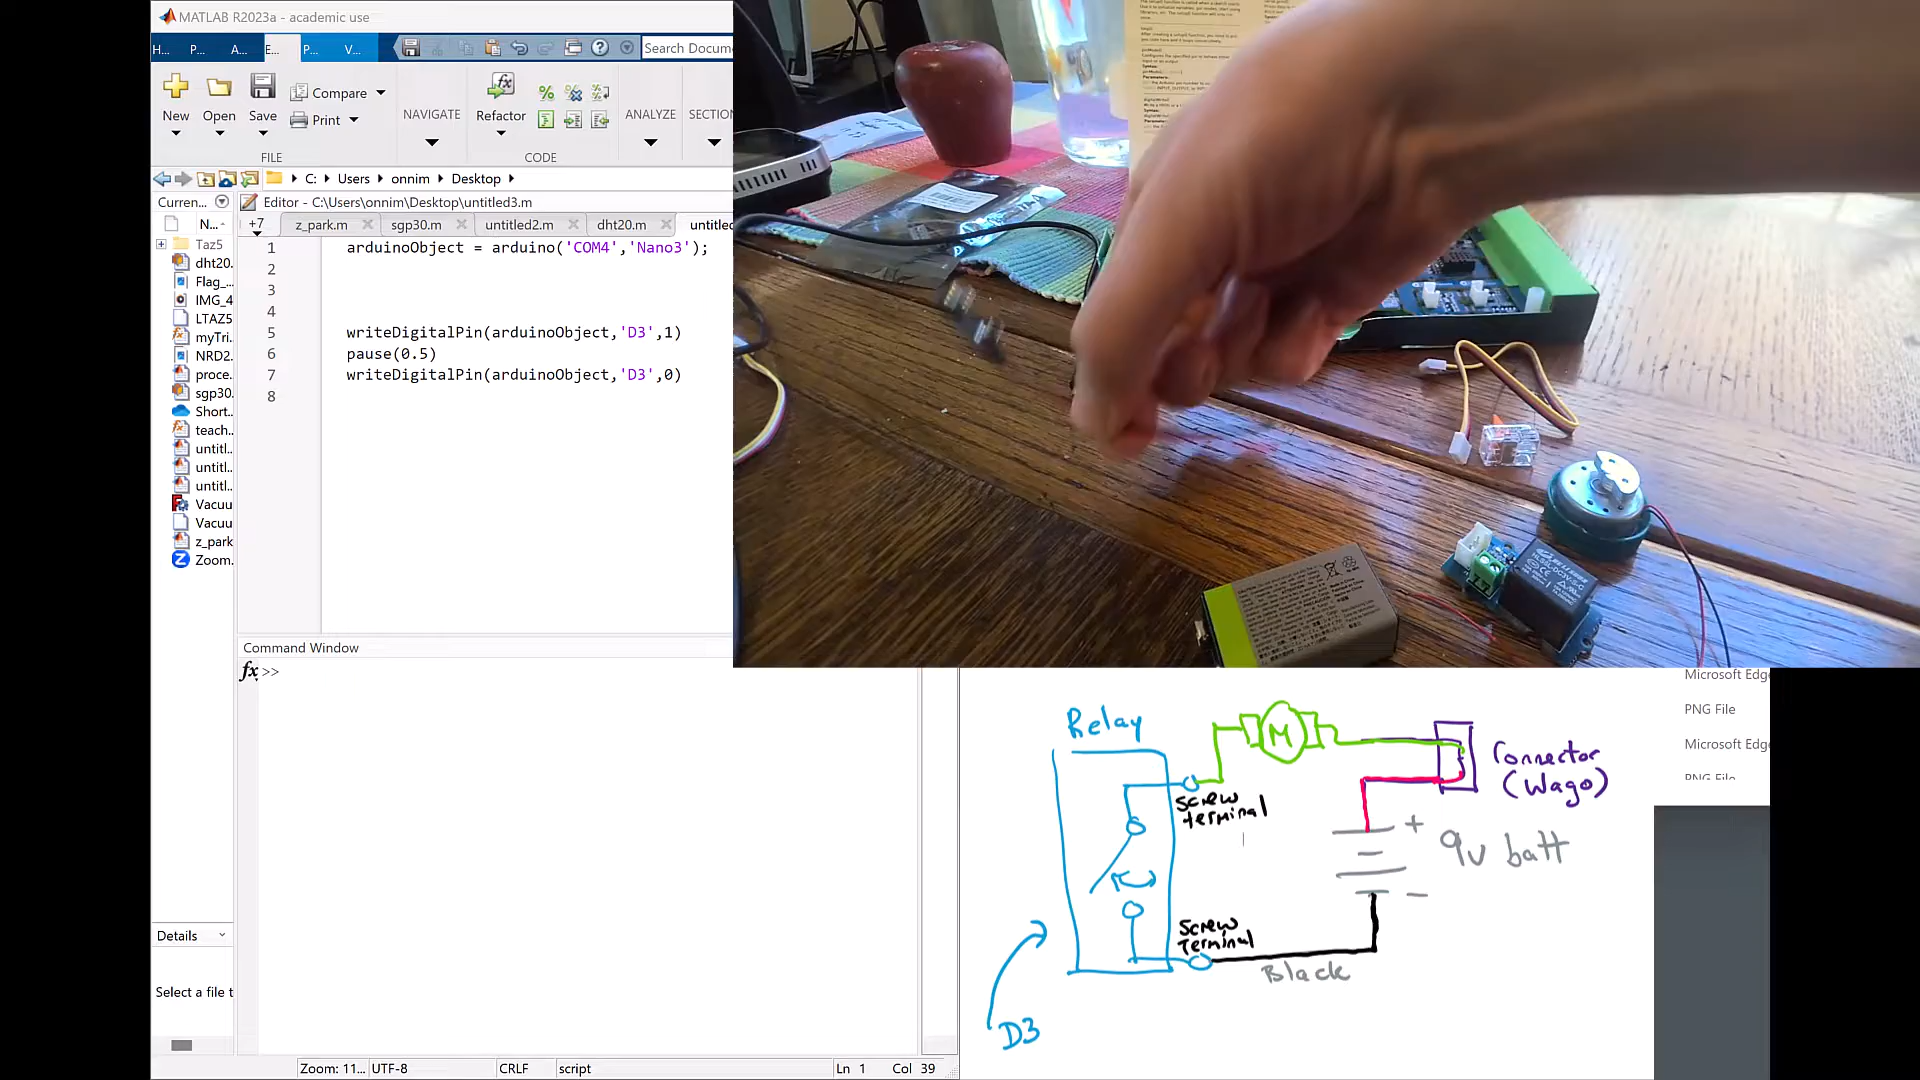 MATLAB R2023a - academic use
H... P... A... E... P... V...
Search Docum
New Open Save Compare Print
FILE
NAVIGATE
Refactor
CODE
ANALYZE
SECTION
C: Users onnim Desktop
Curren...
N...
Taz5
dht20.
Flag_...
IMG_4
LTAZ5
myTri.
NRD2.
proce.
sgp30.
Short..
teach..
untitl..
untitl..
untitl..
Vacuu
Vacuu
z_park
Zoom.
Details
Select a file t
Editor - C:\Users\onnim\Desktop\untitled3.m
+7 z_park.m sgp30.m untitled2.m dht20.m untitle
1 arduinoObject = arduino('COM4','Nano3');
2
3
4
5 writeDigitalPin(arduinoObject,'D3',1)
6 pause(0.5)
7 writeDigitalPin(arduinoObject,'D3',0)
8
Command Window
fx >>
Zoom: 11... UTF-8 CRLF script Ln 1 Col 39
Microsoft Edg
PNG File
Microsoft Edg
PNG File
Relay
M
Connector
(Wago)
Screw
terminal
+ 9v batt
−
Screw
Terminal
Black
D3